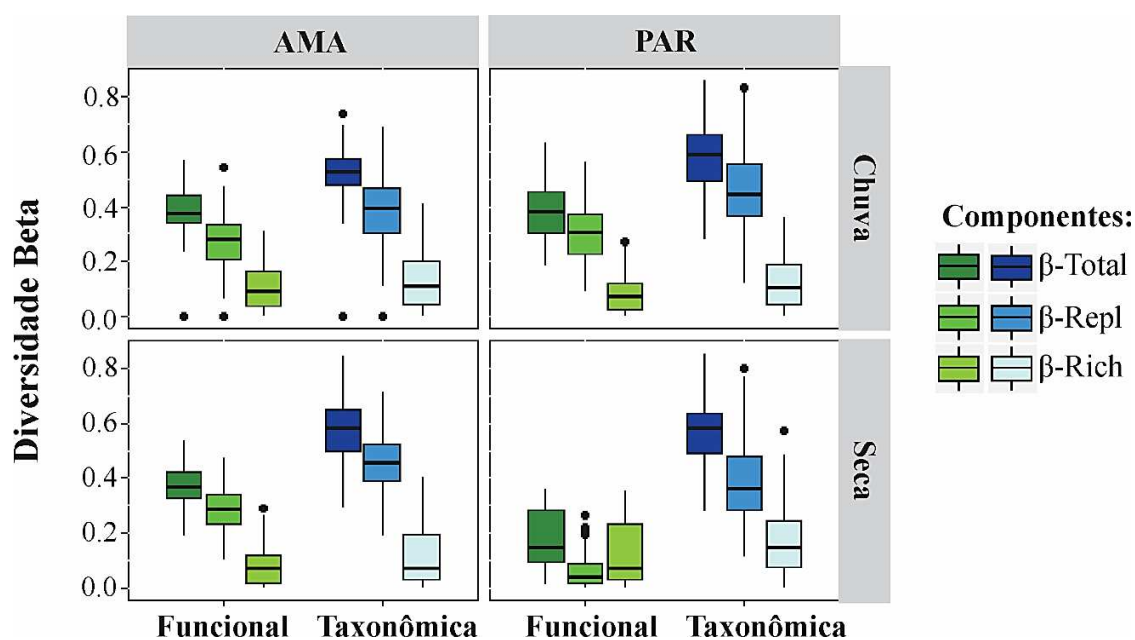 AMA
PAR
Diversidade Beta
0.8
0.6
0.4
0.2
0.0
Chuva
0.8
0.6
0.4
0.2
0.0
Seca
Funcional Taxonômica Funcional Taxonômica
Componentes:
β-Total
β-Repl
β-Rich